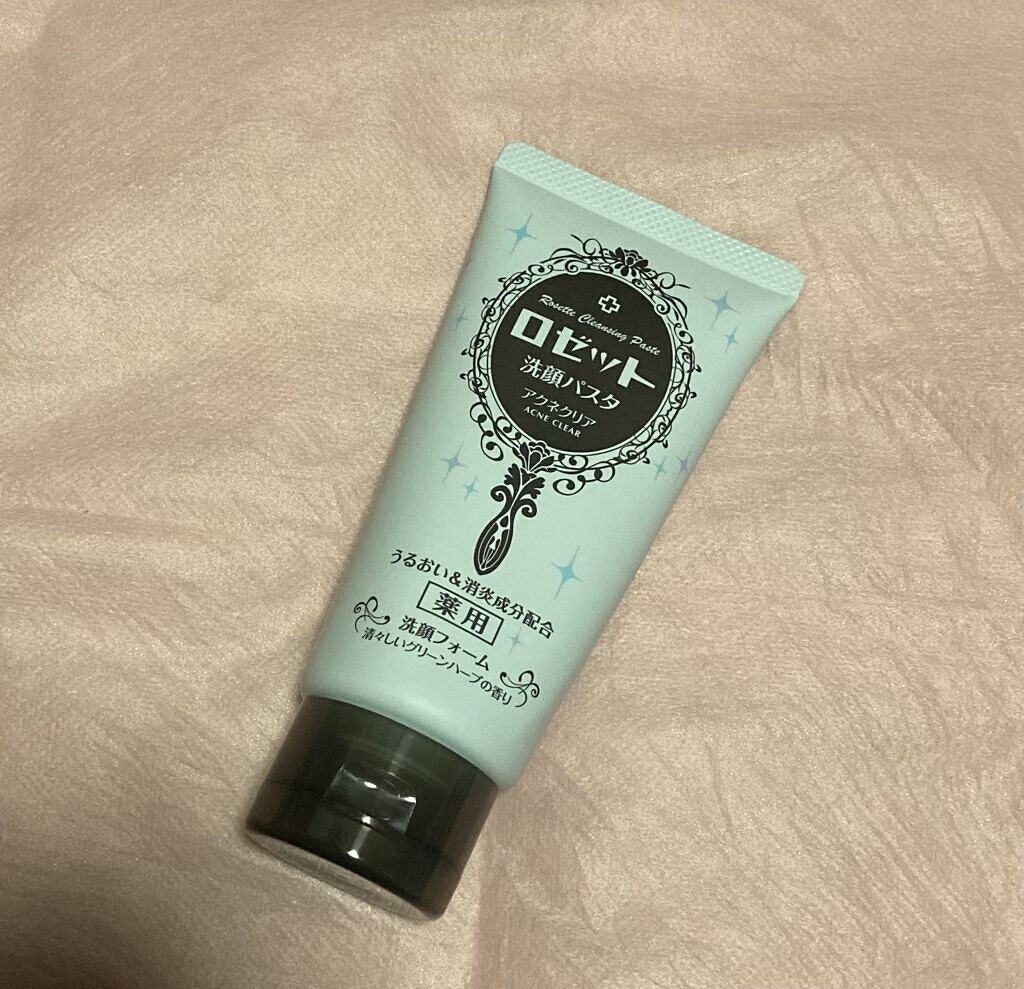 Rosette Cleansing Paste
ロゼット
洗顔パスタ
アクネクリア
ACNE CLEAR
うるおい&消炎成分配合
薬用
洗顔フォーム
清々しいグリーンハーブの香り